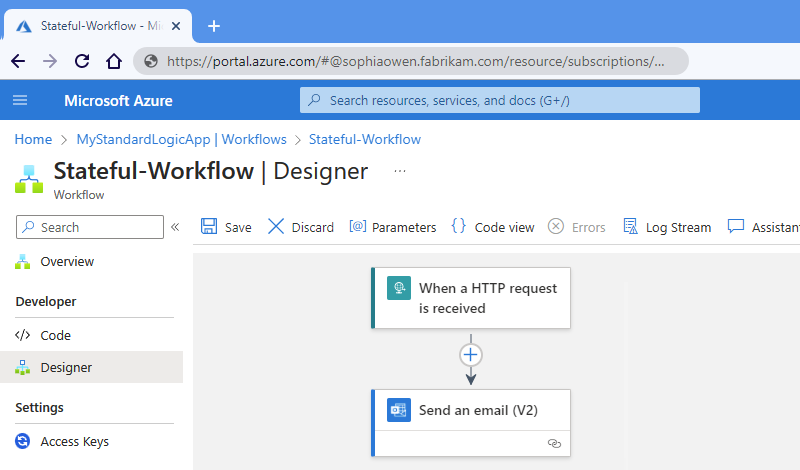 Stateful-Workflow - Mi
https://portal.azure.com/#@sophiaowen.fabrikam.com/resource/subscriptions/...
Microsoft Azure
Search resources, services, and docs (G+/)
Home > MyStandardLogicApp | Workflows > Stateful-Workflow
Stateful-Workflow | Designer ...
Workflow
Search «
Save Discard [@] Parameters {} Code view Errors Log Stream Assistan
Overview
Developer
</> Code
Designer
Settings
Access Keys
When a HTTP request
is received
Send an email (V2)